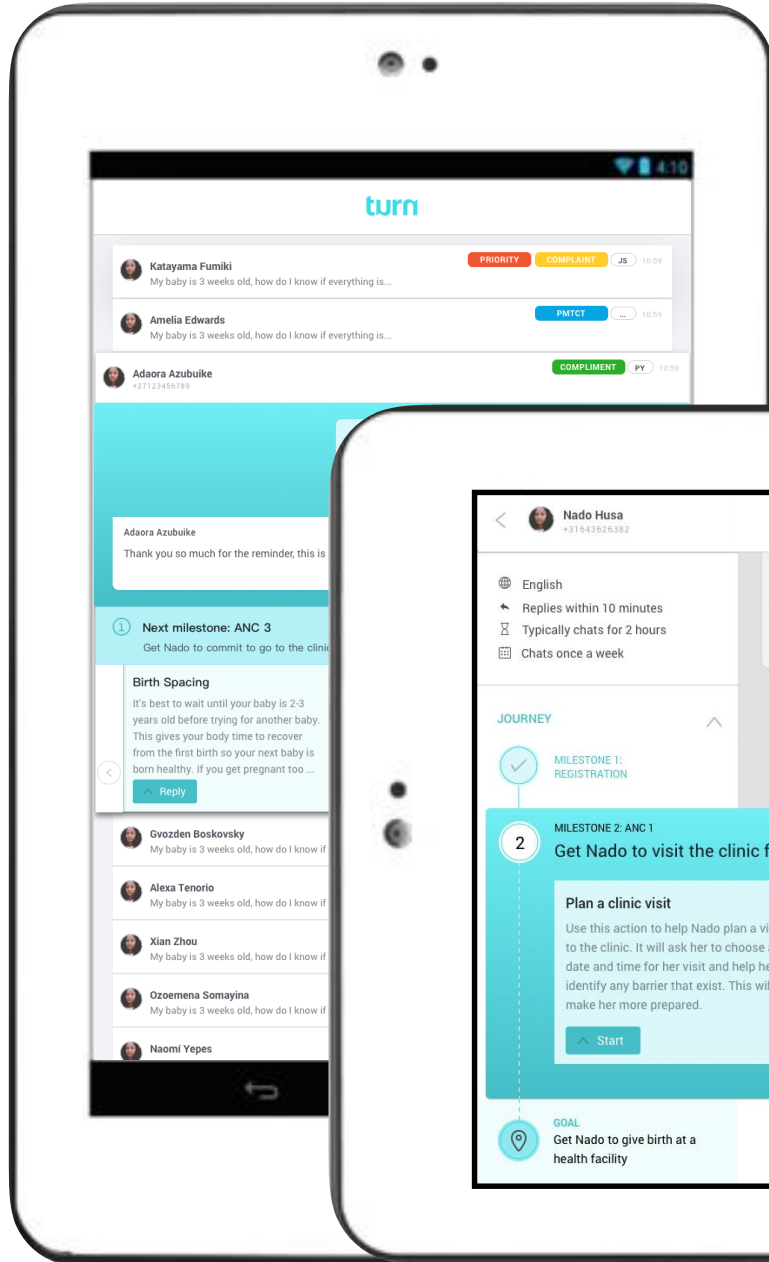 4:10
turn
Katayama Fumiki
PRIORITY COMPLAINT JS 10:59
My baby is 3 weeks old, how do I know if everything is...
Amelia Edwards
PMTCT ... 10:59
My baby is 3 weeks old, how do I know if everything is...
Adaora Azubuike
COMPLIMENT PY 10:59
+27123456789
Adaora Azubuike
Thank you so much for the reminder, this is
Next milestone: ANC 3
Get Nado to commit to go to the clinic
Birth Spacing
It's best to wait until your baby is 2-3
years old before trying for another baby.
This gives your body time to recover
from the first birth so your next baby is
born healthy. If you get pregnant too ...
Reply
Gvozden Boskovsky
My baby is 3 weeks old, how do I know if
Alexa Tenorio
My baby is 3 weeks old, how do I know if
Xian Zhou
My baby is 3 weeks old, how do I know if
Ozoemena Somayina
My baby is 3 weeks old, how do I know if
Naomí Yepes
Nado Husa
+31643626382
English
Replies within 10 minutes
Typically chats for 2 hours
Chats once a week
JOURNEY
MILESTONE 1:
REGISTRATION
2
MILESTONE 2: ANC 1
Get Nado to visit the clinic f
Plan a clinic visit
Use this action to help Nado plan a vi
to the clinic. It will ask her to choose a
date and time for her visit and help he
identify any barrier that exist. This wil
make her more prepared.
Start
GOAL
Get Nado to give birth at a
health facility